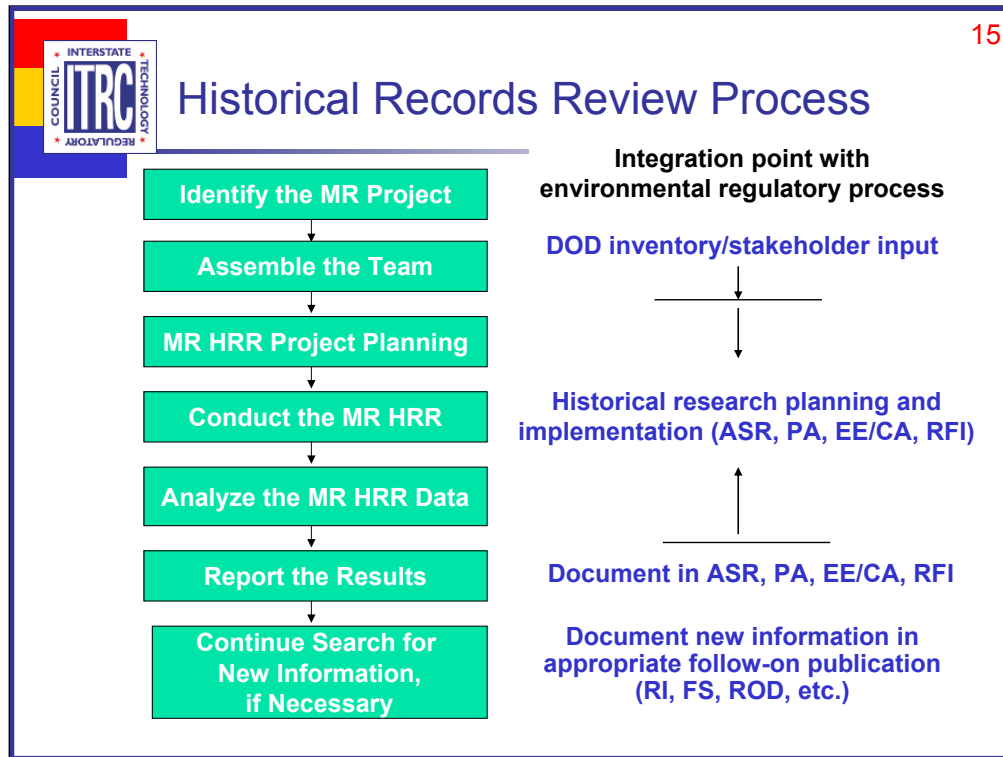 15
INTERSTATE
COUNCIL
ITRC
TECHNOLOGY
REGULATORY
Historical Records Review Process
Identify the MR Project
Assemble the Team
MR HRR Project Planning
Conduct the MR HRR
Analyze the MR HRR Data
Report the Results
Continue Search for
New Information,
if Necessary
Integration point with
environmental regulatory process
DOD inventory/stakeholder input
Historical research planning and
implementation (ASR, PA, EE/CA, RFI)
Document in ASR, PA, EE/CA, RFI
Document new information in
appropriate follow-on publication
(RI, FS, ROD, etc.)